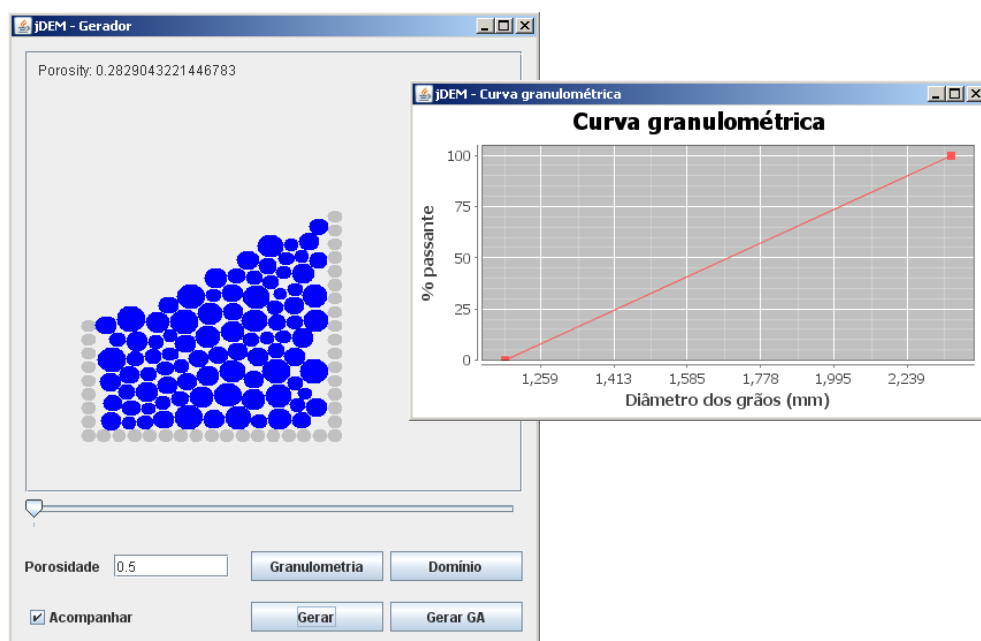 jDEM - Gerador
Porosity: 0.2829043221446783
jDEM - Curva granulométrica
Curva granulométrica
% passante
100
75
50
25
0
1,259 1,413 1,585 1,778 1,995 2,239
Diâmetro dos grãos (mm)
Porosidade 0.5 Granulometria Domínio
Acompanhar Gerar Gerar GA